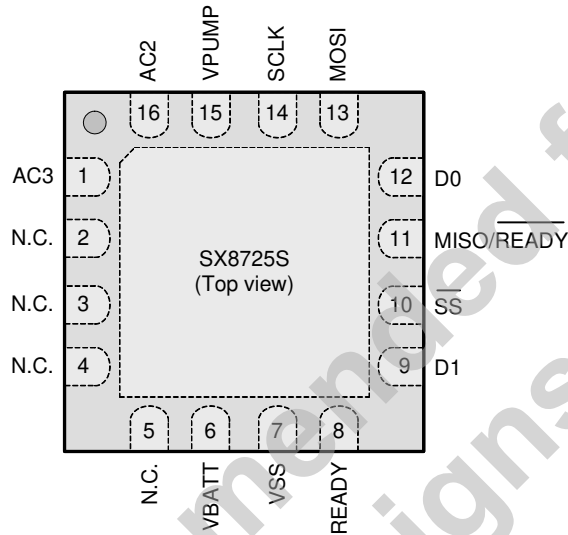 AC2
VPUMP
SCLK
MOSI
16
15
14
13
AC3 1
12 D0
N.C. 2
11 MISO/READY
N.C. 3
10 SS
N.C. 4
9 D1
SX8725S
(Top view)
5
6
7
8
N.C.
VBATT
VSS
READY